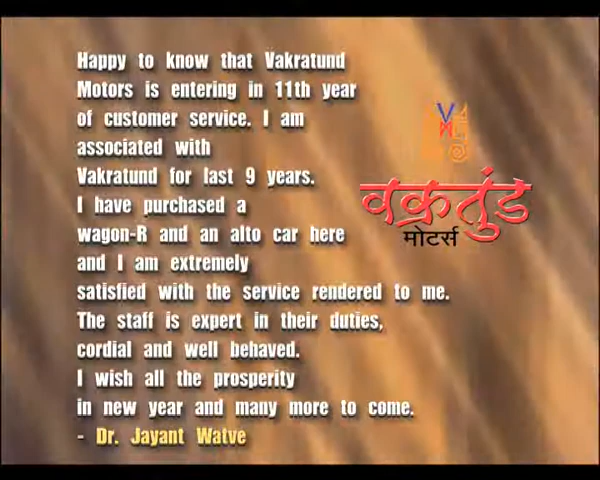 Happy to know that Vakratund
Motors is entering in 11th year
of customer service. I am
associated with
Vakratund for last 9 years.
I have purchased a
wagon-R and an alto car here
and I am extremely
satisfied with the service rendered to me.
The staff is expert in their duties,
cordial and well behaved.
I wish all the prosperity
in new year and many more to come.
- Dr. Jayant Watve
VM
वक्रतुंड
मोटर्स